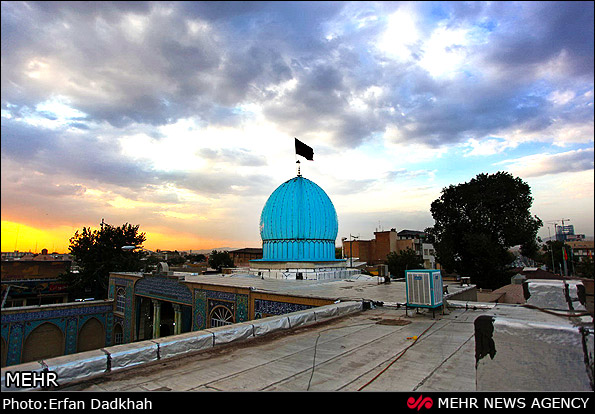 MEHR
Photo:Erfan Dadkhah
MEHR NEWS AGENCY